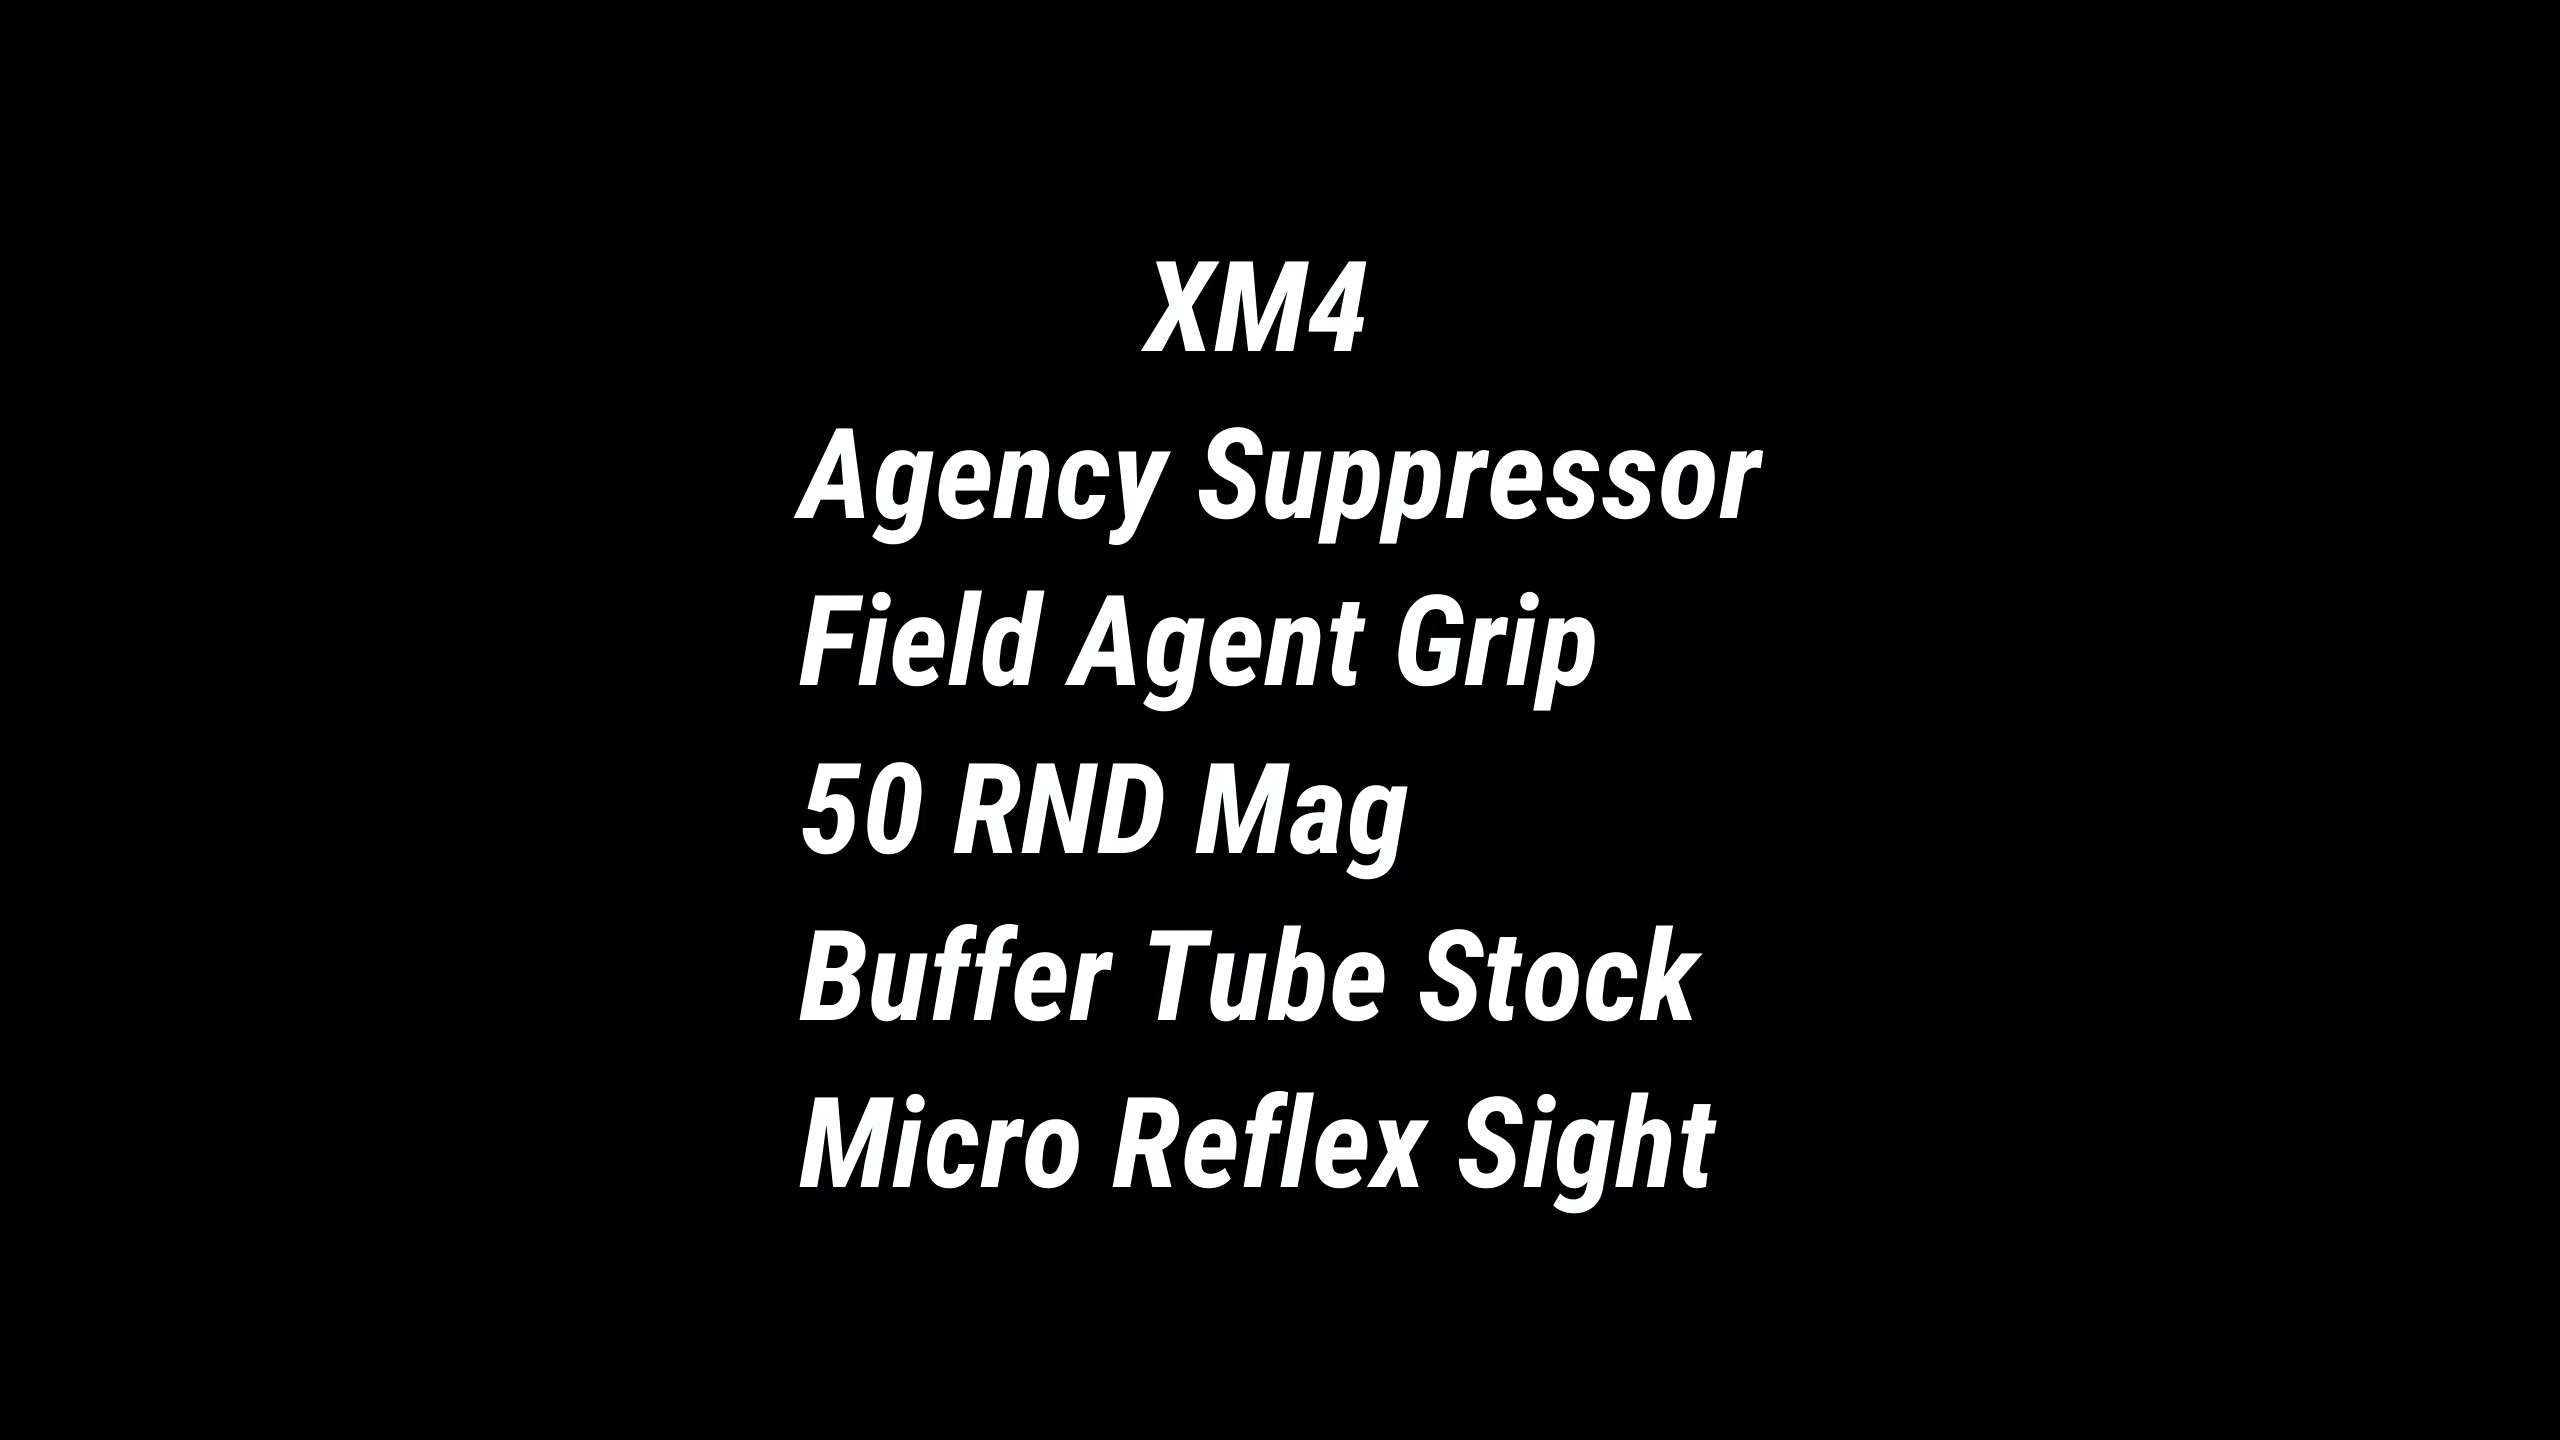 XM4
Agency Suppressor
Field Agent Grip
50 RND Mag
Buffer Tube Stock
Micro Reflex Sight